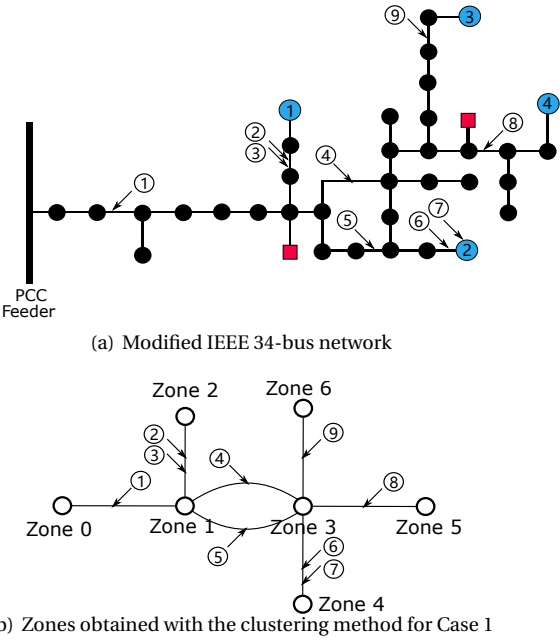 9
3
1
4
2
3
8
4
1
7
5
6
2
PCC
Feeder
(a) Modified IEEE 34-bus network
Zone 2
Zone 6
2
3
4
9
1
8
Zone 0
Zone 1
Zone 3
Zone 5
5
6
7
Zone 4
) Zones obtained with the clustering method for Case 1